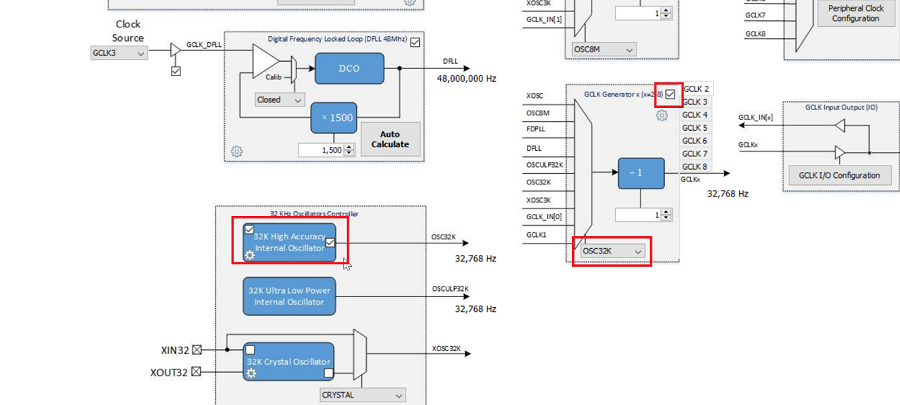 Clock
Source
GCLK3
GCLK_DFLL
Digital Frequency Locked Loop (DFLL 48Mhz)
DCO
Calib
Closed
× 1500
1,500
Auto
Calculate
DFLL
48,000,000 Hz
32 KHz Oscillators Controller
32K High Accuracy
Internal Oscillator
OSC32K
32,768 Hz
32K Ultra Low Power
Internal Oscillator
OSCULP32K
32,768 Hz
XIN32
XOUT32
32K Crystal Oscillator
XOSC32K
CRYSTAL
XOSC3K
GCLK_IN[1]
1
OSC8M
GCLK Generator x (x=2:8)
XOSC
OSC8M
FDPLL
DFLL
OSCULP32K
OSC32K
XOSC3K
GCLK_IN[0]
GCLK1
÷ 1
1
OSC32K
GCLK 2
GCLK 3
GCLK 4
GCLK 5
GCLK 6
GCLK 7
GCLK 8
GCLKx
32,768 Hz
GCLK7
GCLK8
Peripheral Clock
Configuration
GCLK Input Output (IO)
GCLK_IN[x]
GCLKx
GCLK I/O Configuration